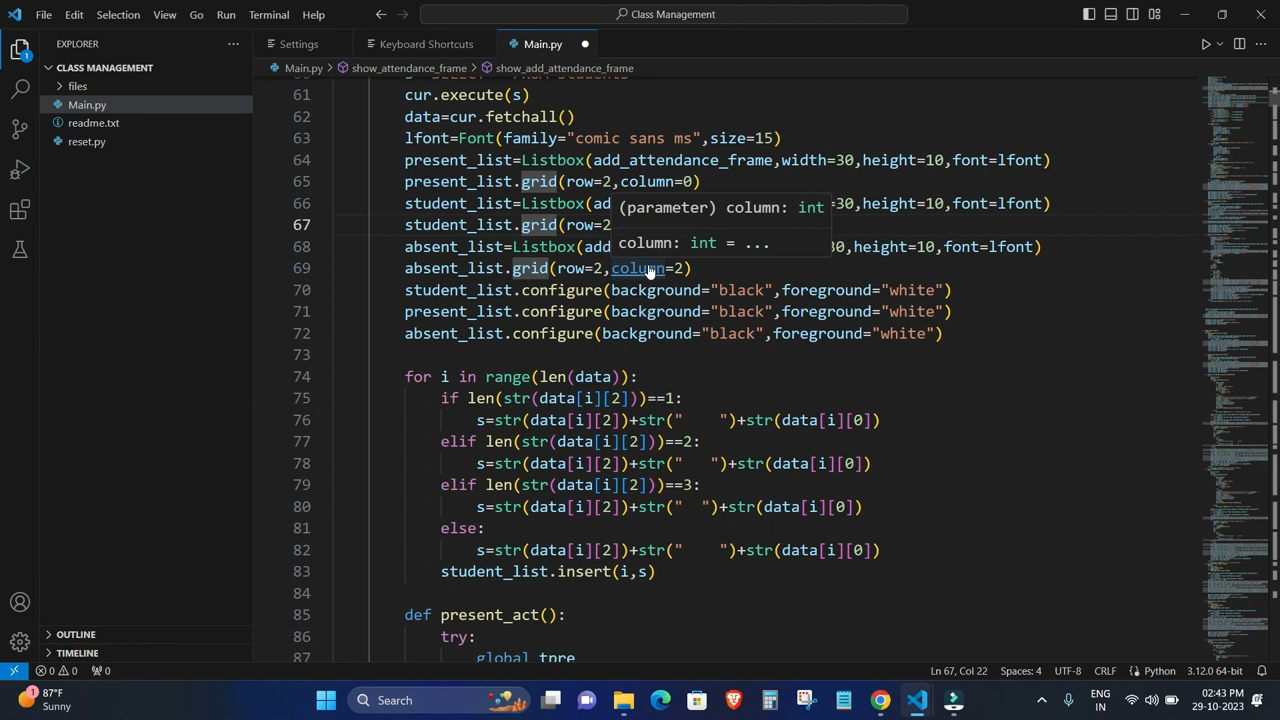 File Edit Selection View Go Run Terminal Help
Class Management
EXPLORER
Settings
Keyboard Shortcuts
Main.py
Main.py > show_attendance_frame > show_add_attendance_frame
CLASS MANAGEMENT
files
Main.py
readme.txt
reset.py
61 cur.execute(s)
62 data=cur.fetchall()
63 lfont=Font(family="comic sans ms",size=15)
64 present_list=Listbox(add_attendance_frame,width=30,height=10,font=lfont)
65 present_list.grid(row=2,column=0)
66 student_list=Listbox(add =30,height=10,font=lfont)
(parameter) column
67 student_list.grid(row=2
column: int = ...
68 absent_list=Listbox(add 30,height=10,font=lfont)
69 absent_list.grid(row=2,column=2)
70 student_list.configure(background="black",foreground="white")
71 present_list.configure(background="black",foreground="white")
72 absent_list.configure(background="black",foreground="white")
73
74 for i in range(len(data)):
75 if len(str(data[i][2]))==1:
76 s=str(data[i][2])+str("    ")+str(data[i][0])
77 elif len(str(data[i][2]))==2:
78 s=str(data[i][2])+str("   ")+str(data[i][0])
79 elif len(str(data[i][2]))==3:
80 s=str(data[i][2])+str("  ")+str(data[i][0])
81 else:
82 s=str(data[i][2])+str("    ")+str(data[i][0])
83 student_list.insert(i,s)
84
85 def present_st():
86 try:
87 global
OUTLINE
TIMELINE
0 0 0
Ln 67, Col 22 Spaces: 4 UTF-8 CRLF Python 3.12.0 64-bit
1
1
87°F
Sunny
Search
ENG
IN
02:43 PM
29-10-2023